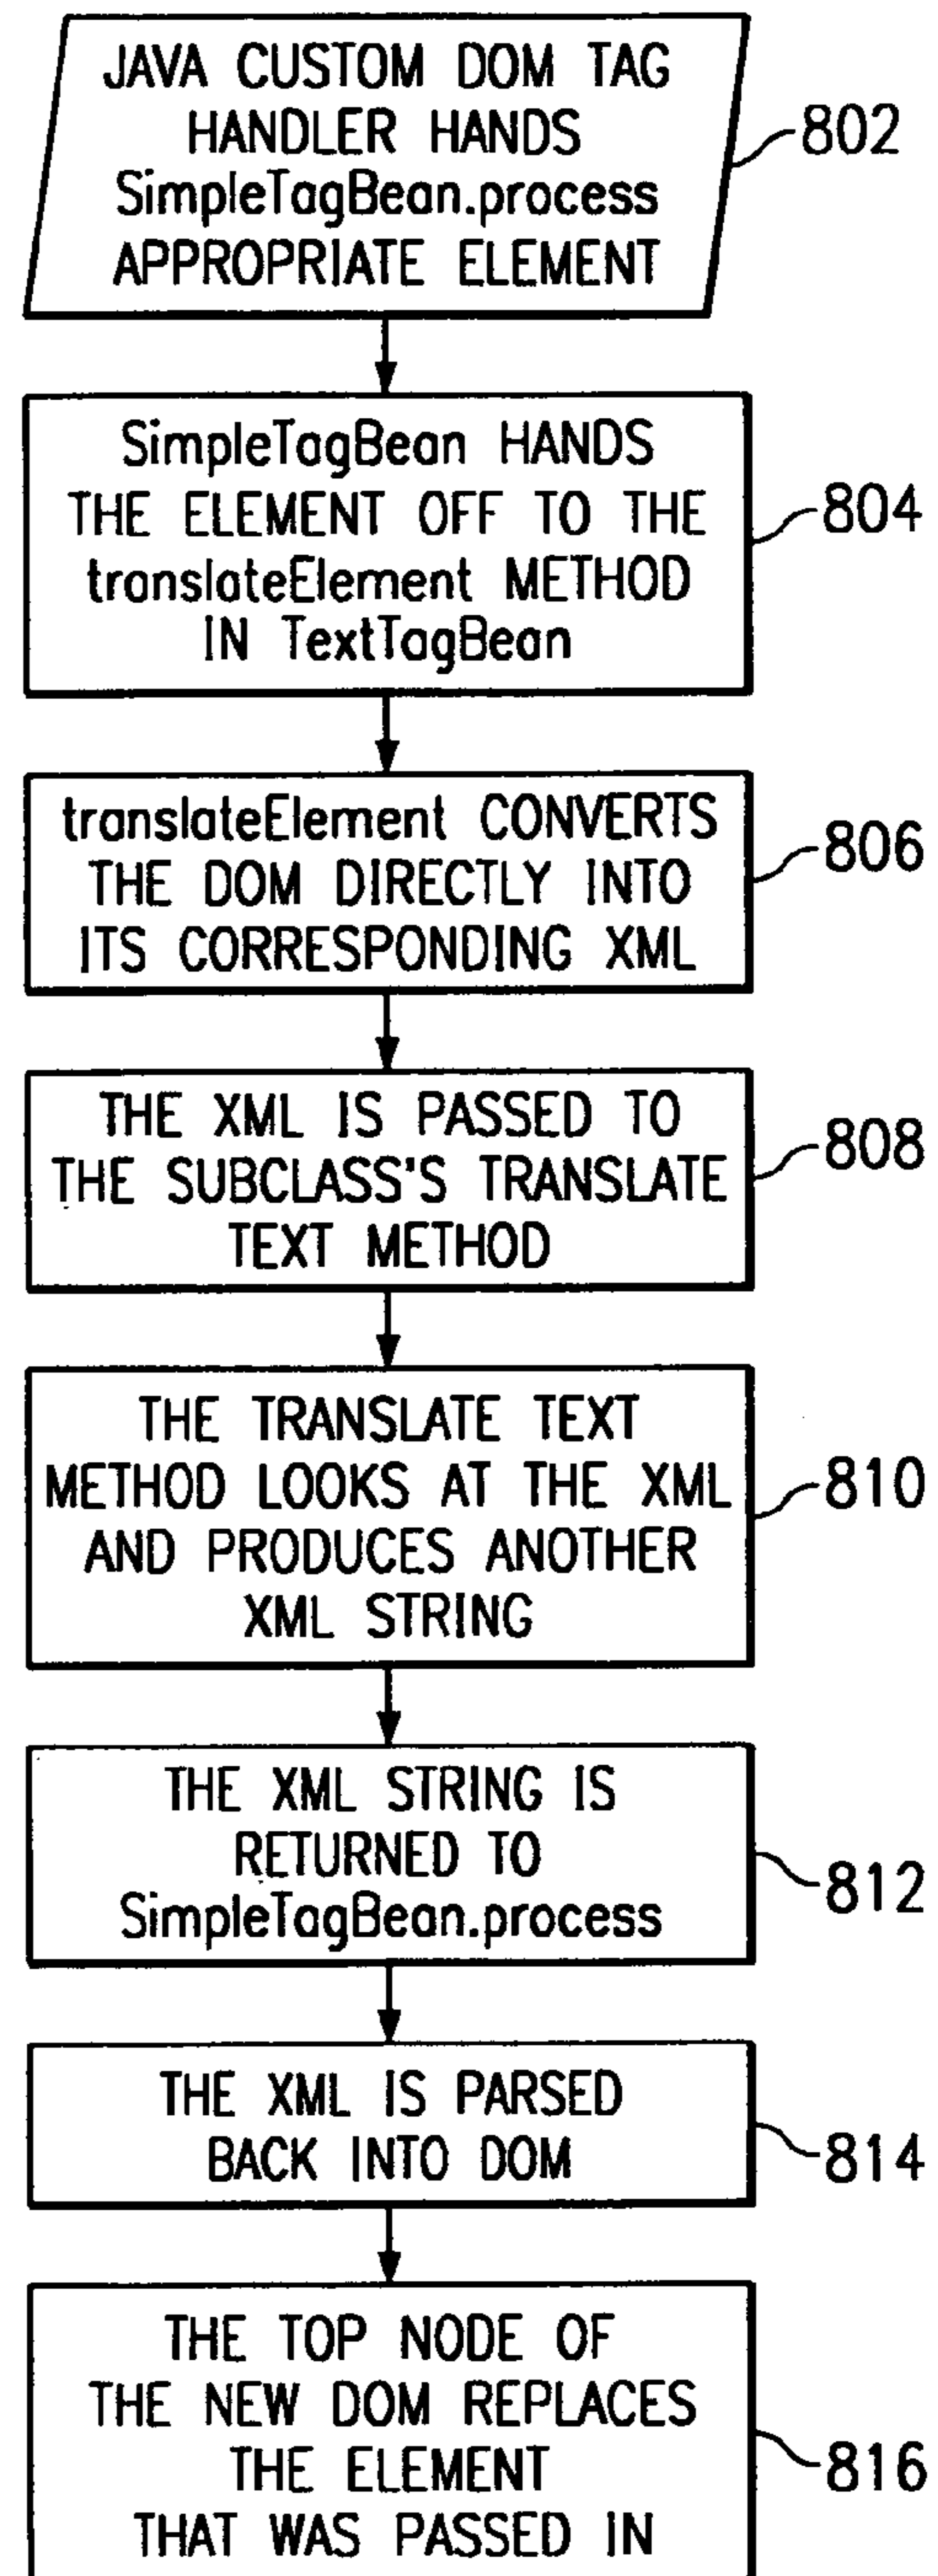 JAVA CUSTOM DOM TAG
HANDLER HANDS
SimpleTagBean.process
APPROPRIATE ELEMENT
802
SimpleTagBean HANDS
THE ELEMENT OFF TO THE
translateElement METHOD
IN TextTagBean
804
translateElement CONVERTS
THE DOM DIRECTLY INTO
ITS CORRESPONDING XML
806
THE XML IS PASSED TO
THE SUBCLASS'S TRANSLATE
TEXT METHOD
808
THE TRANSLATE TEXT
METHOD LOOKS AT THE XML
AND PRODUCES ANOTHER
XML STRING
810
THE XML STRING IS
RETURNED TO
SimpleTagBean.process
812
THE XML IS PARSED
BACK INTO DOM
814
THE TOP NODE OF
THE NEW DOM REPLACES
THE ELEMENT
THAT WAS PASSED IN
816